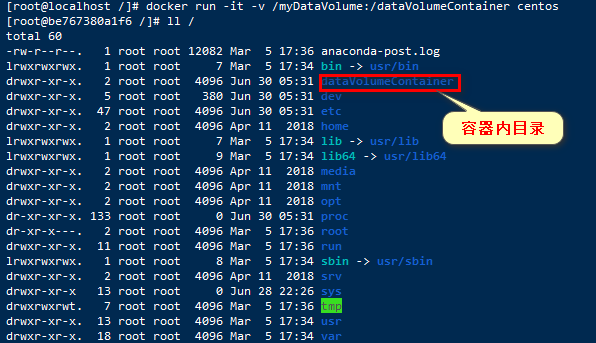 [root@localhost /]# docker run -it -v /myDataVolume:/dataVolumeContainer centos
[root@be767380a1f6 /]# ll /
total 60
-rw-r--r--.   1 root root 12082 Mar  5 17:36 anaconda-post.log
lrwxrwxrwx.   1 root root     7 Mar  5 17:34 bin -> usr/bin
drwxr-xr-x.   2 root root  4096 Jun 30 05:31 dataVolumeContainer
drwxr-xr-x.   5 root root   380 Jun 30 05:31 dev
drwxr-xr-x.  47 root root  4096 Jun 30 05:31 etc
drwxr-xr-x.   2 root root  4096 Apr 11  2018 home
lrwxrwxrwx.   1 root root     7 Mar  5 17:34 lib -> usr/lib
lrwxrwxrwx.   1 root root     9 Mar  5 17:34 lib64 -> usr/lib64
drwxr-xr-x.   2 root root  4096 Apr 11  2018 media
drwxr-xr-x.   2 root root  4096 Apr 11  2018 mnt
drwxr-xr-x.   2 root root  4096 Apr 11  2018 opt
dr-xr-xr-x. 133 root root     0 Jun 30 05:31 proc
dr-xr-x---.   2 root root  4096 Mar  5 17:36 root
drwxr-xr-x.  11 root root  4096 Mar  5 17:36 run
lrwxrwxrwx.   1 root root     8 Mar  5 17:34 sbin -> usr/sbin
drwxr-xr-x.   2 root root  4096 Apr 11  2018 srv
dr-xr-xr-x   13 root root     0 Jun 28 22:26 sys
drwxrwxrwt.   7 root root  4096 Mar  5 17:36 tmp
drwxr-xr-x.  13 root root  4096 Mar  5 17:34 usr
drwxr-xr-x.  18 root root  4096 Mar  5 17:34 var
容器内目录